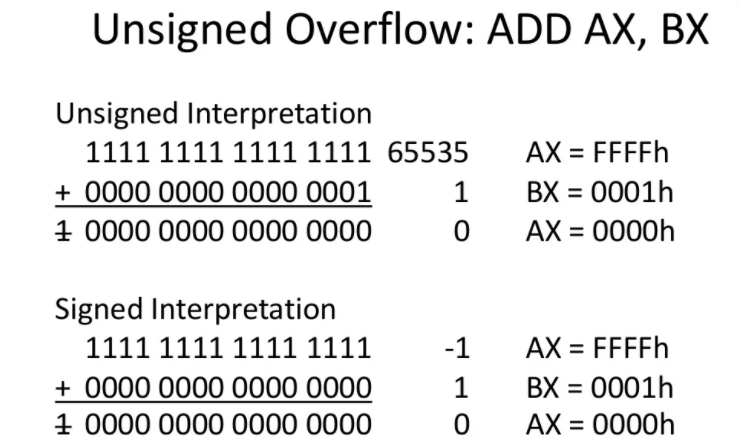 Unsigned Overflow: ADD AX, BX
Unsigned Interpretation
1111 1111 1111 1111 65535 AX = FFFFh
+ 0000 0000 0000 0001 1 BX = 0001h
1 0000 0000 0000 0000 0 AX = 0000h
Signed Interpretation
1111 1111 1111 1111 -1 AX = FFFFh
+ 0000 0000 0000 0000 1 BX = 0001h
1 0000 0000 0000 0000 0 AX = 0000h